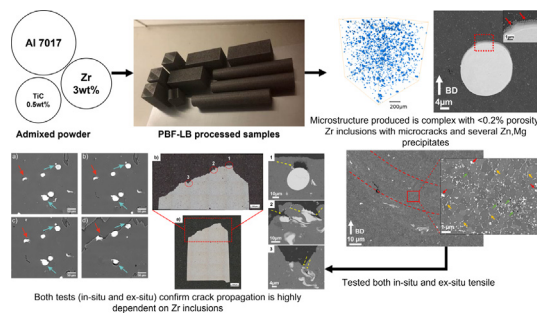 Al 7017
Zr
3wt%
TiC
0.5wt%
Admixed powder
PBF-LB processed samples
200µm
1µm
BD
4µm
Microstructure produced is complex with <0.2% porosity
Zr inclusions with microcracks and several Zn,Mg
precipitates
a)
b)
c)
d)
b)
1
2
3
e)
1
10µm
2
10µm
3
BD
10 µm
1µm
Tested both in-situ and ex-situ tensile
Both tests (in-situ and ex-situ) confirm crack propagation is highly
dependent on Zr inclusions